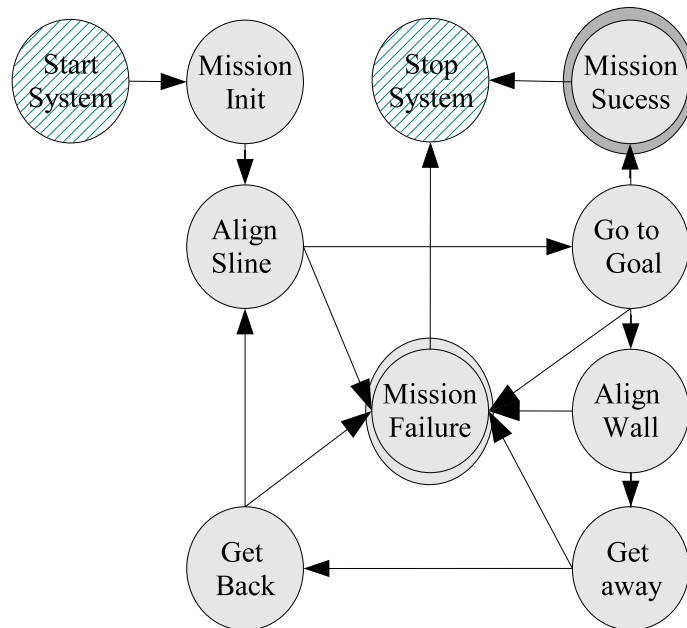 Start
System
Mission
Init
Stop
System
Mission
Sucess
Align
Sline
Go to
Goal
Mission
Failure
Align
Wall
Get
Back
Get
away